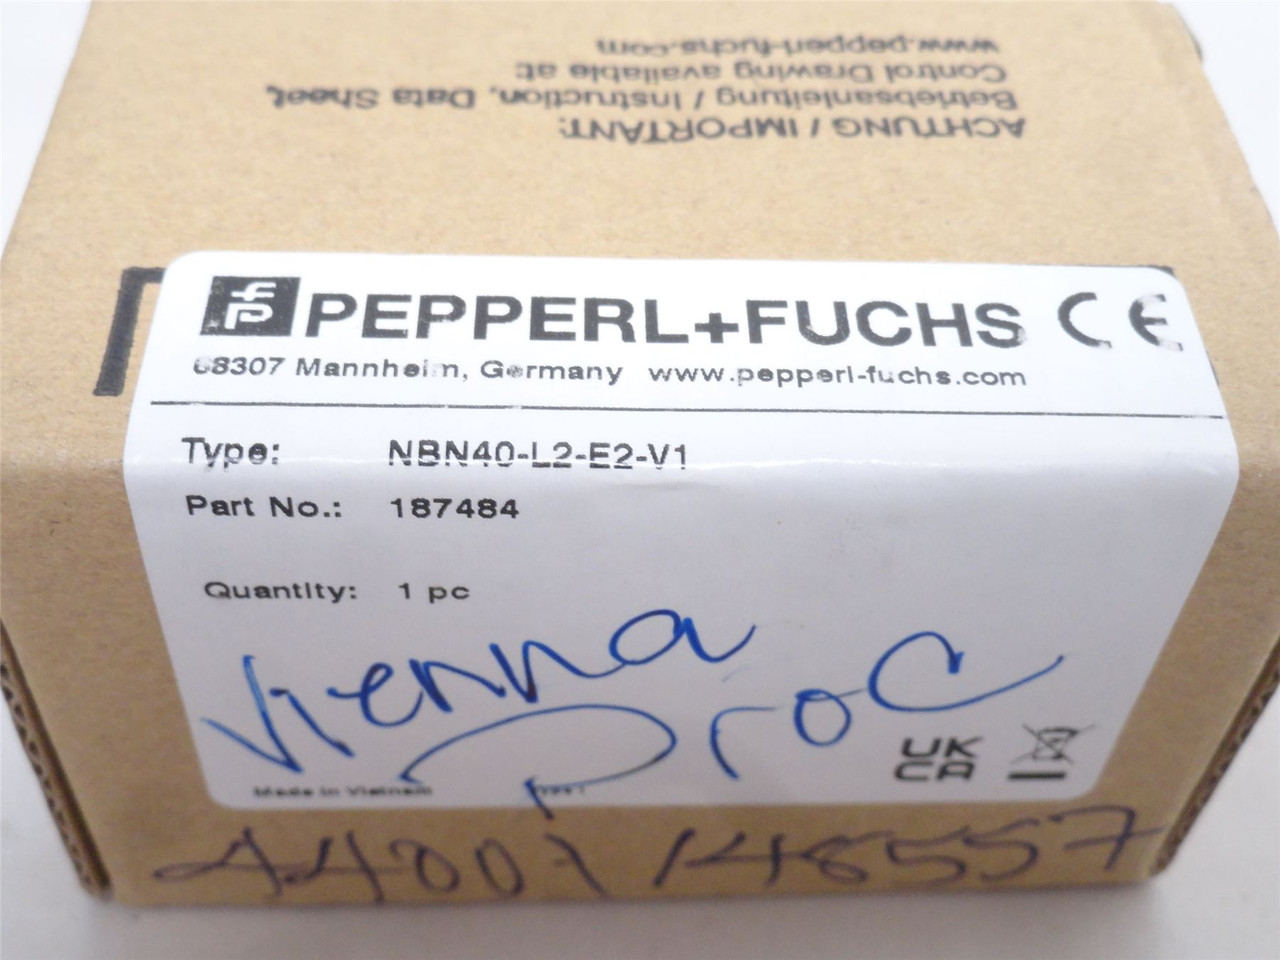 ACHTUNG / IMPORTANT:
Betriebsanleitung / Instruction, Data Sheet,
Control Drawing available at:
www.pepperl-fuchs.com
PEPPERL+FUCHS CE
68307 Mannheim, Germany www.pepperl-fuchs.com
Type: NBN40-L2-E2-V1
Part No.: 187484
Quantity: 1 pc
Vienna
Proc
UK
CA
Made in Vietnam